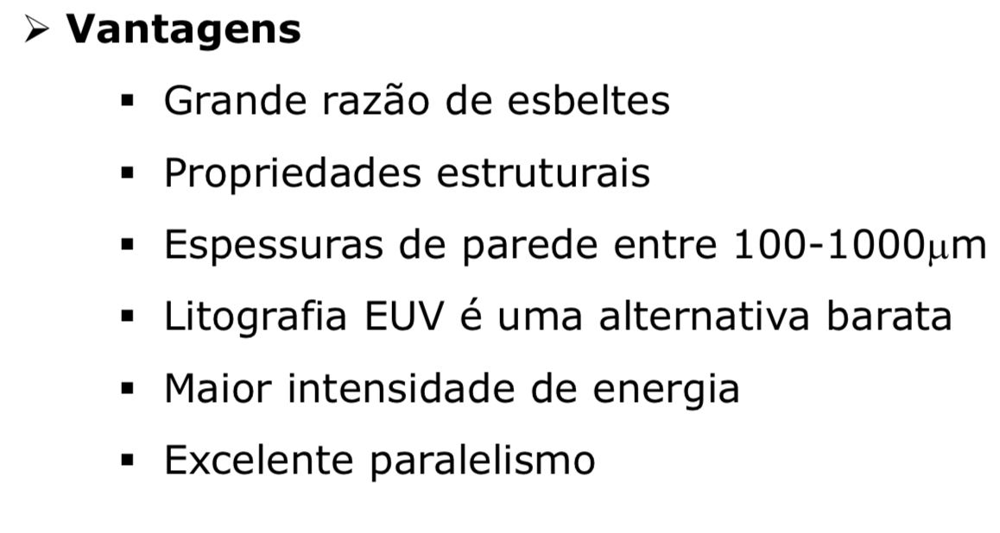 ➢ Vantagens
▪ Grande razão de esbeltes
▪ Propriedades estruturais
▪ Espessuras de parede entre 100-1000μm
▪ Litografia EUV é uma alternativa barata
▪ Maior intensidade de energia
▪ Excelente paralelismo